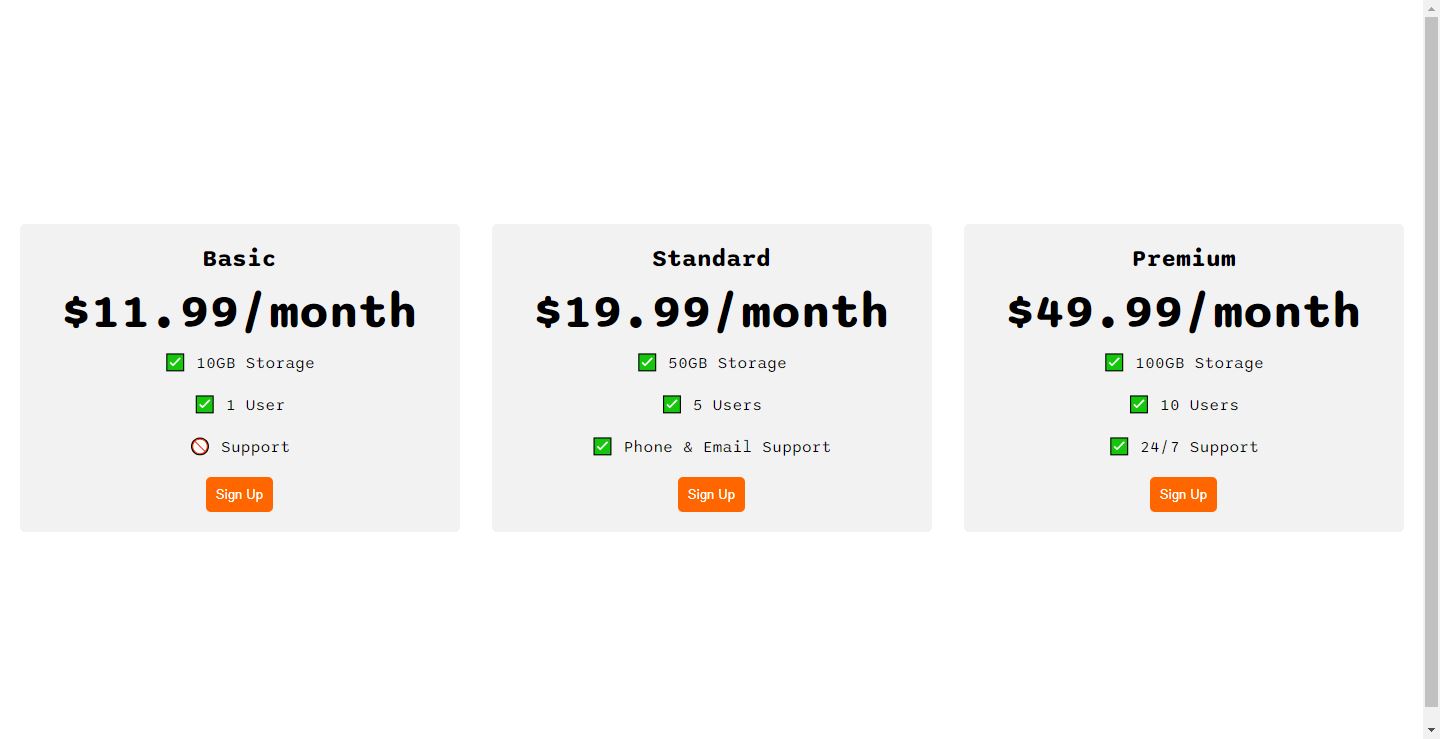 Basic
$11.99/month
✅ 10GB Storage
✅ 1 User
🚫 Support
Sign Up
Standard
$19.99/month
✅ 50GB Storage
✅ 5 Users
✅ Phone & Email Support
Sign Up
Premium
$49.99/month
✅ 100GB Storage
✅ 10 Users
✅ 24/7 Support
Sign Up